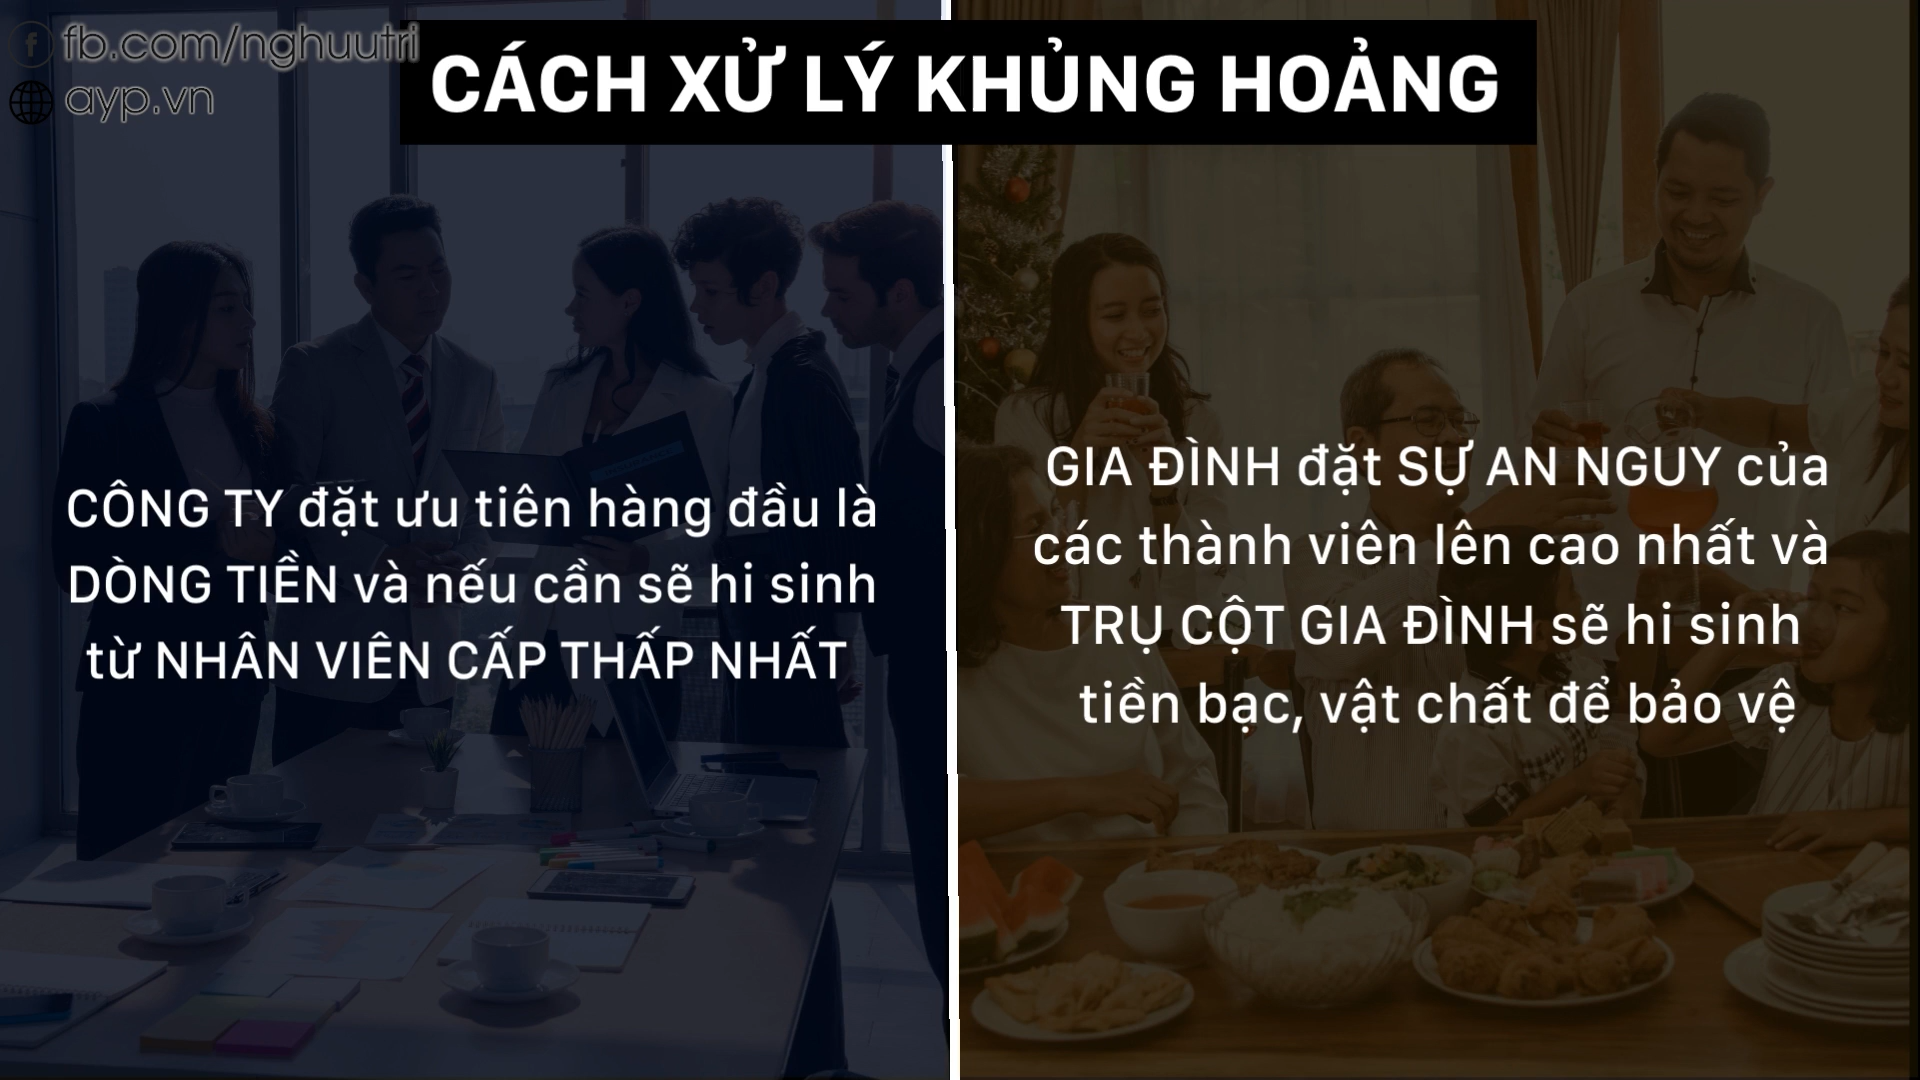 fb.com/nghuutri
ayp.vn
CÁCH XỬ LÝ KHỦNG HOẢNG
CÔNG TY đặt ưu tiên hàng đầu là
DÒNG TIỀN và nếu cần sẽ hi sinh
từ NHÂN VIÊN CẤP THẤP NHẤT
GIA ĐÌNH đặt SỰ AN NGUY của
các thành viên lên cao nhất và
TRỤ CỘT GIA ĐÌNH sẽ hi sinh
tiền bạc, vật chất để bảo vệ